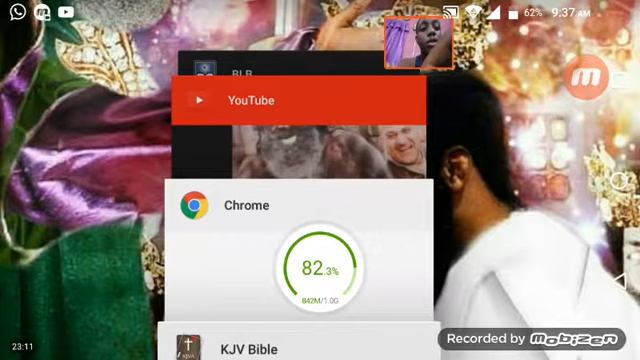 62% 9:37 AM
BLB
YouTube
Chrome
82.3%
842M/1.0G
KJVA
KJV Bible
23:11
Recorded by mobizen